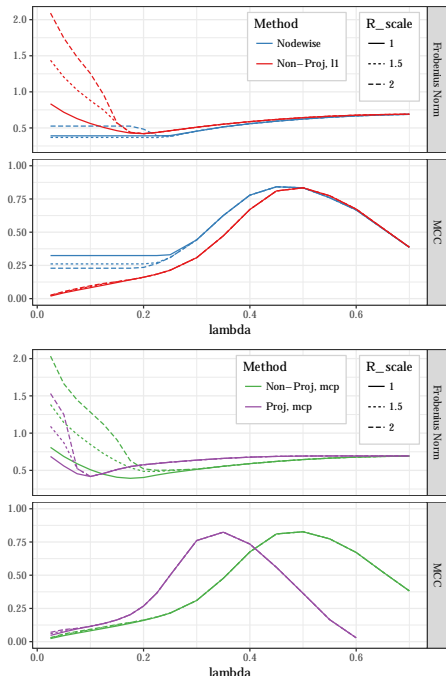 2.0
1.5
1.0
0.5
Method
Nodewise
Non-Proj, l1
R_scale
1
1.5
2
Frobenius Norm
1.00
0.75
0.50
0.25
0.00
MCC
0.0
0.2
0.4
0.6
lambda
2.0
1.5
1.0
0.5
Method
Non-Proj, mcp
Proj, mcp
R_scale
1
1.5
2
Frobenius Norm
1.00
0.75
0.50
0.25
0.00
MCC
0.0
0.2
0.4
0.6
lambda